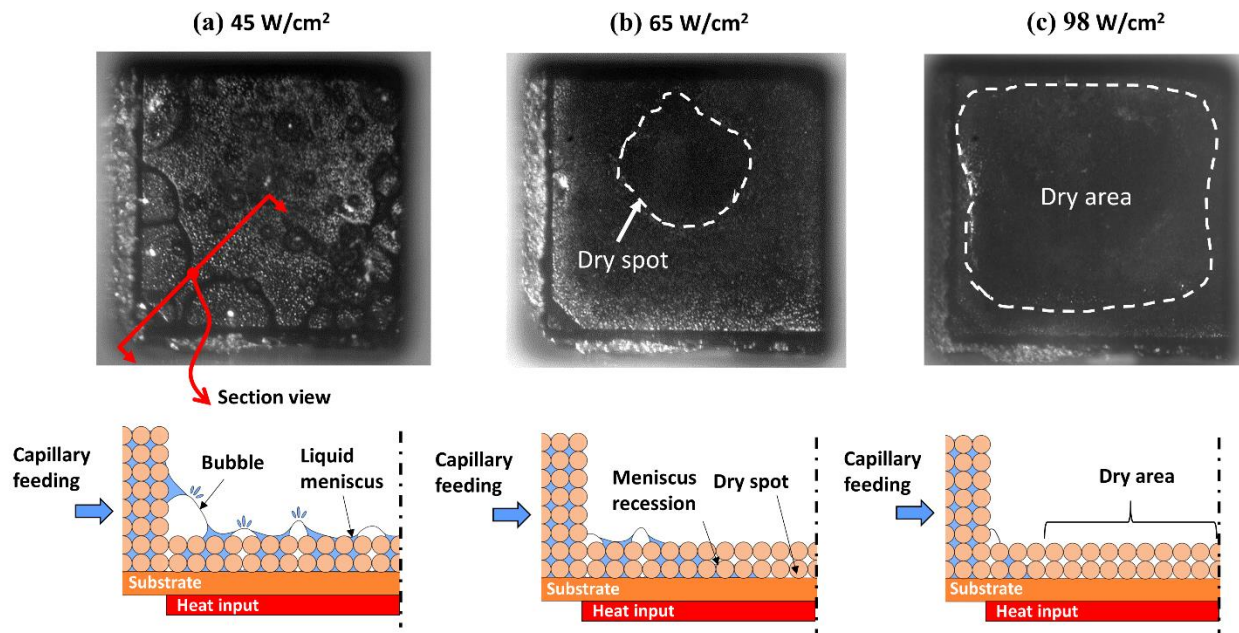 (a) 45 W/cm²
(b) 65 W/cm²
(c) 98 W/cm²
Dry spot
Dry area
Section view
Capillary
feeding
Bubble
Liquid
meniscus
Substrate
Heat input
Capillary
feeding
Meniscus
recession
Dry spot
Substrate
Heat input
Capillary
feeding
Dry area
Substrate
Heat input